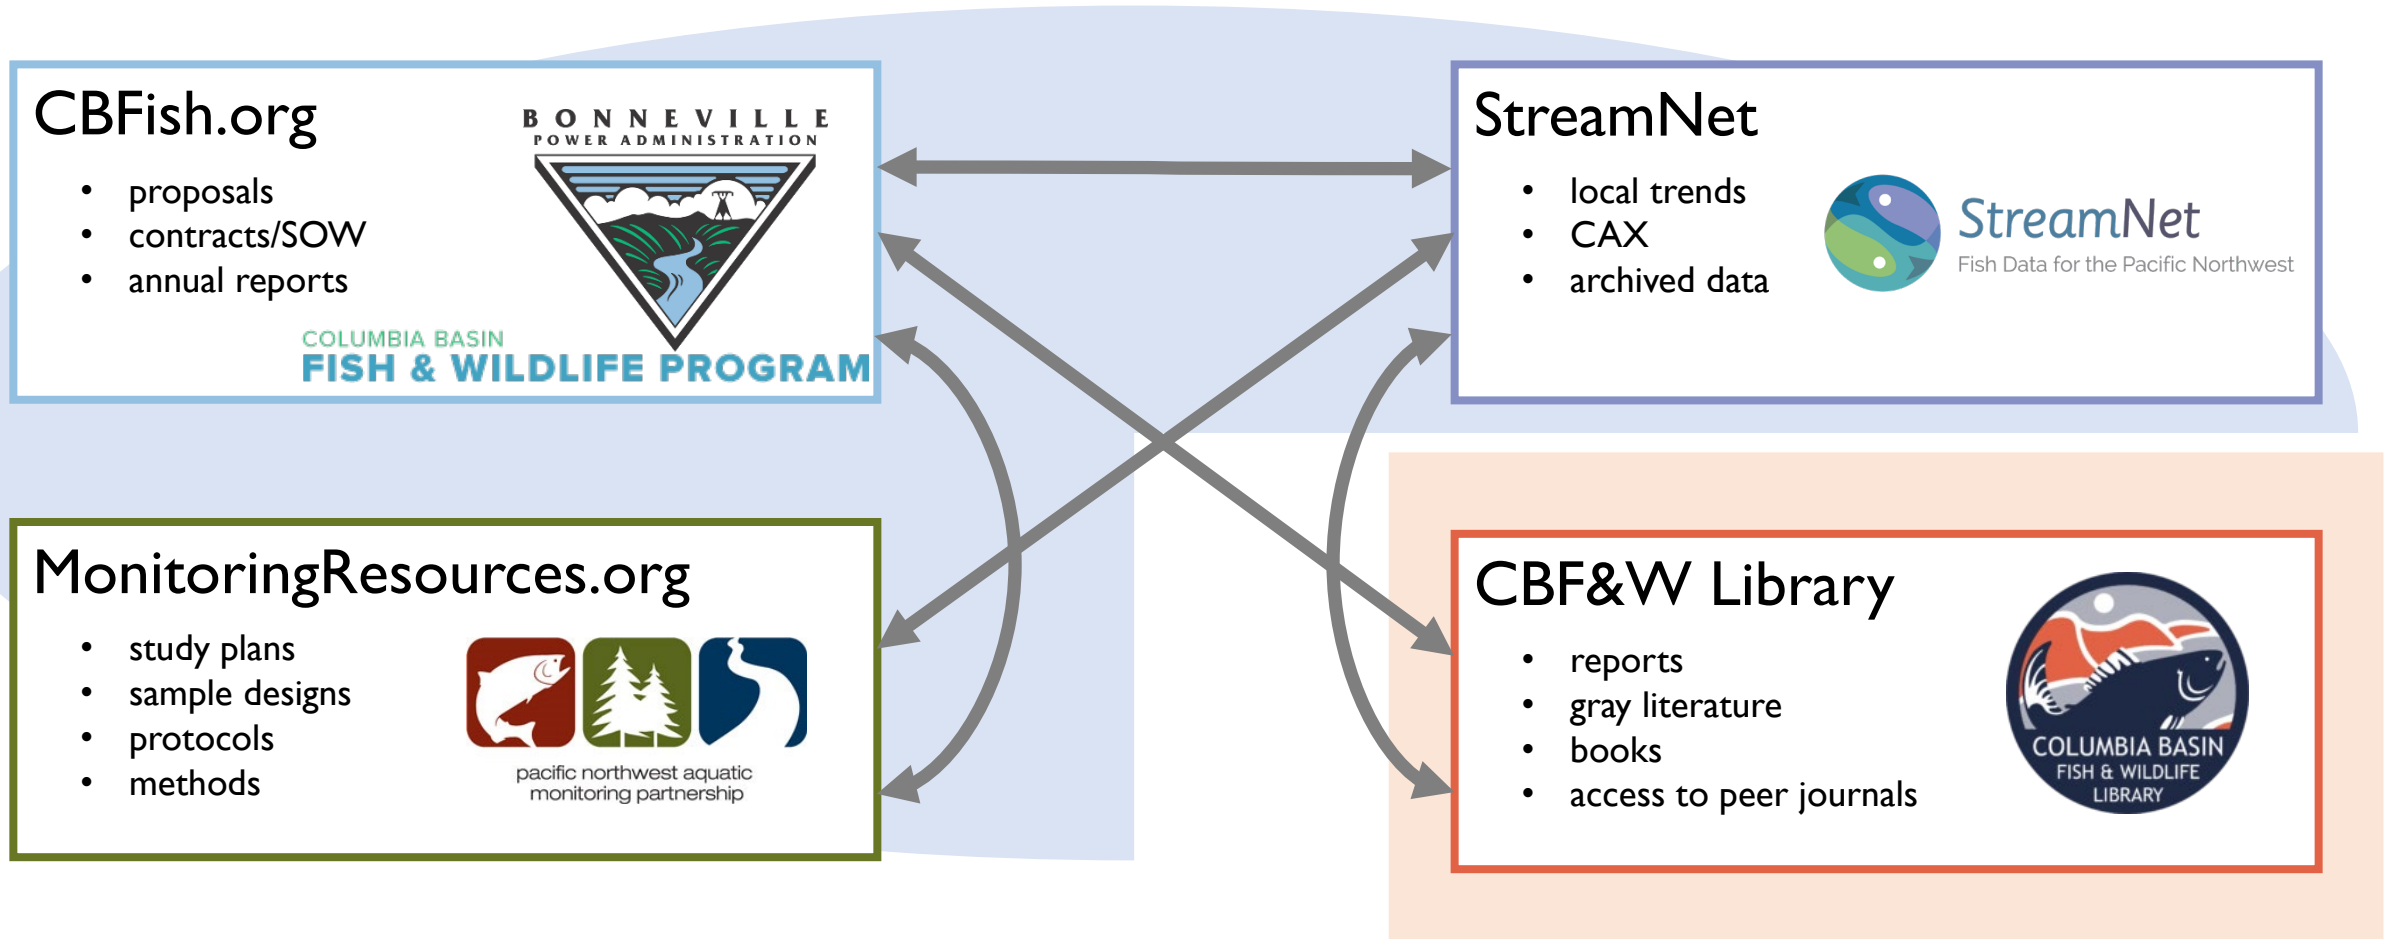 CBFish.org
• proposals
• contracts/SOW
• annual reports
BONNEVILLE
POWER ADMINISTRATION
COLUMBIA BASIN
FISH & WILDLIFE PROGRAM
StreamNet
• local trends
• CAX
• archived data
StreamNet
Fish Data for the Pacific Northwest
MonitoringResources.org
• study plans
• sample designs
• protocols
• methods
pacific northwest aquatic
monitoring partnership
CBF&W Library
• reports
• gray literature
• books
• access to peer journals
COLUMBIA BASIN
FISH & WILDLIFE
LIBRARY